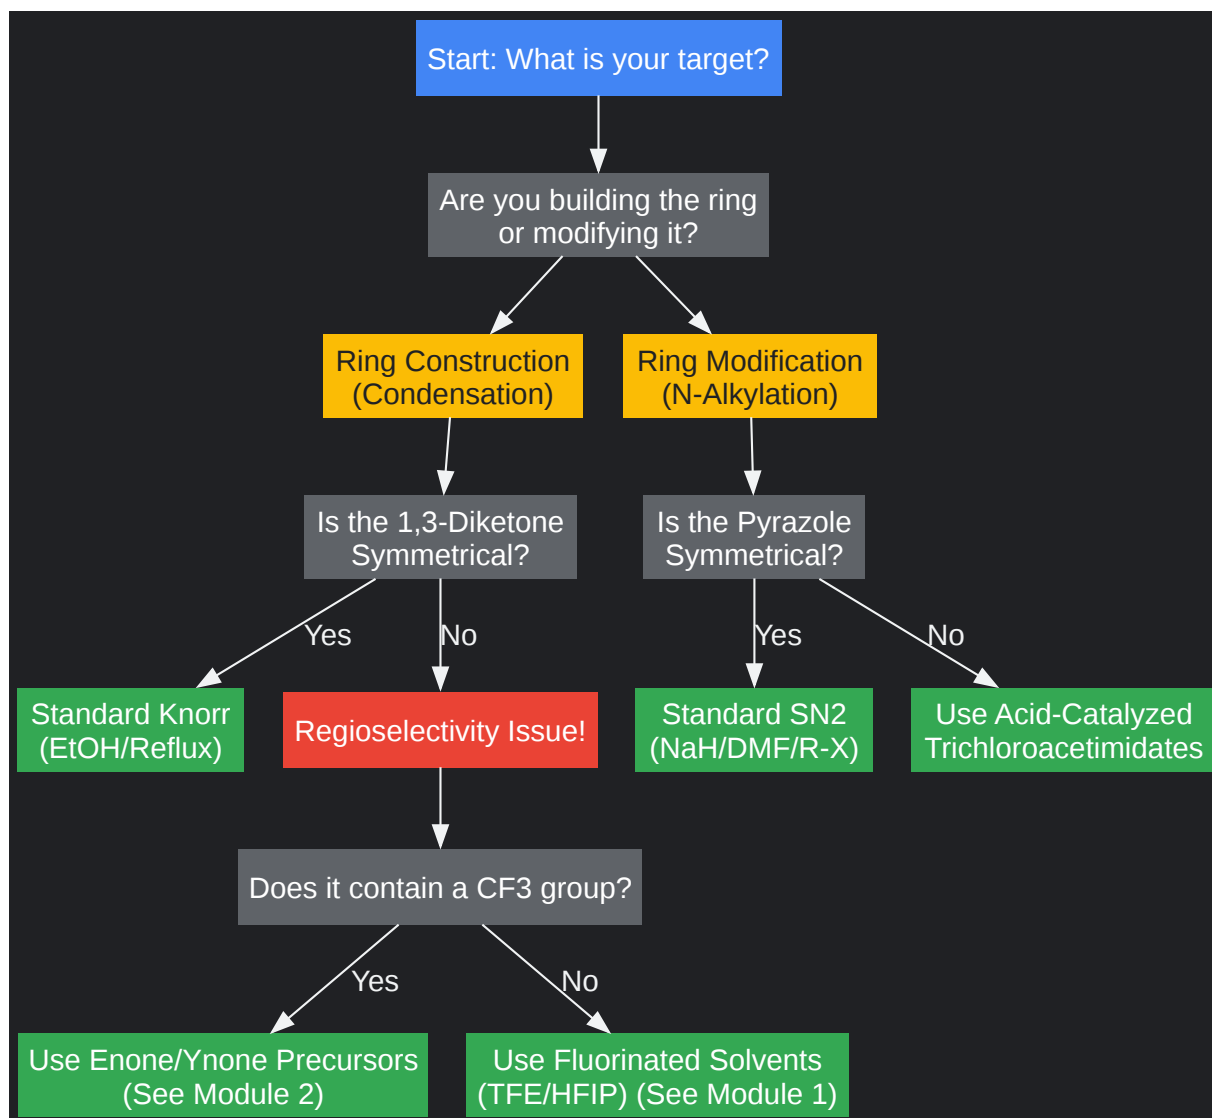 Start: What is your target?
Are you building the ring
or modifying it?
Ring Construction
(Condensation)
Ring Modification
(N-Alkylation)
Is the 1,3-Diketone
Symmetrical?
Is the Pyrazole
Symmetrical?
Yes
No
Yes
No
Standard Knorr
(EtOH/Reflux)
Regioselectivity Issue!
Standard SN2
(NaH/DMF/R-X)
Use Acid-Catalyzed
Trichloroacetimidates
Does it contain a CF3 group?
Yes
No
Use Enone/Ynone Precursors
(See Module 2)
Use Fluorinated Solvents
(TFE/HFIP) (See Module 1)